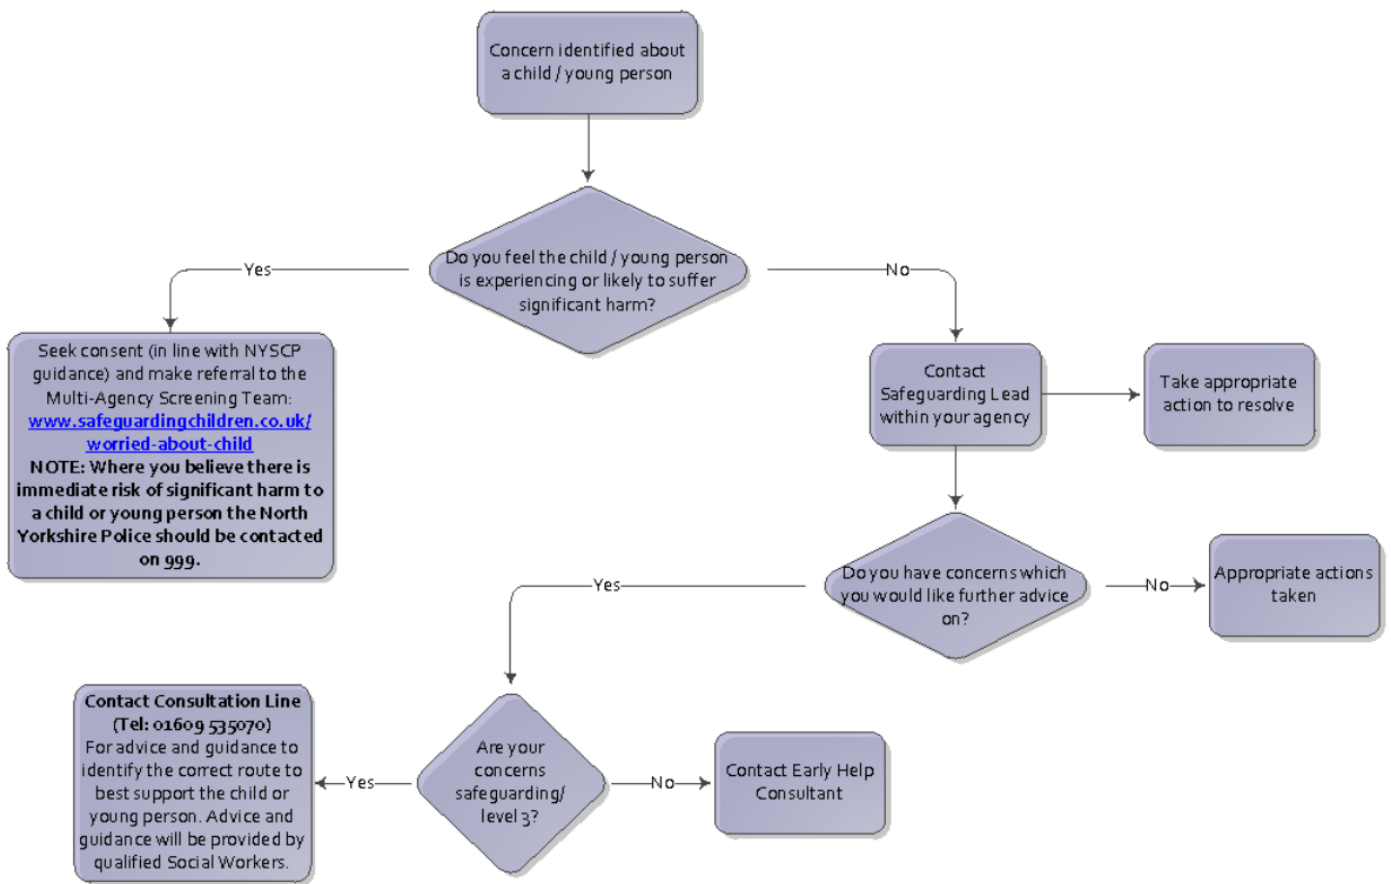 Concern identified about
a child / young person
Do you feel the child / young person
is experiencing or likely to suffer
significant harm?
Yes
No
Seek consent (in line with NYSCP
guidance) and make referral to the
Multi-Agency Screening Team:
www.safeguardingchildren.co.uk/
worried-about-child
NOTE: Where you believe there is
immediate risk of significant harm to
a child or young person the North
Yorkshire Police should be contacted
on 999.
Contact
Safeguarding Lead
within your agency
Take appropriate
action to resolve
Do you have concerns which
you would like further advice
on?
Yes
No
Appropriate actions
taken
Are your
concerns
safeguarding/
level 3?
Yes
No
Contact Consultation Line
(Tel: 01609 535070)
For advice and guidance to
identify the correct route to
best support the child or
young person. Advice and
guidance will be provided by
qualified Social Workers.
Contact Early Help
Consultant